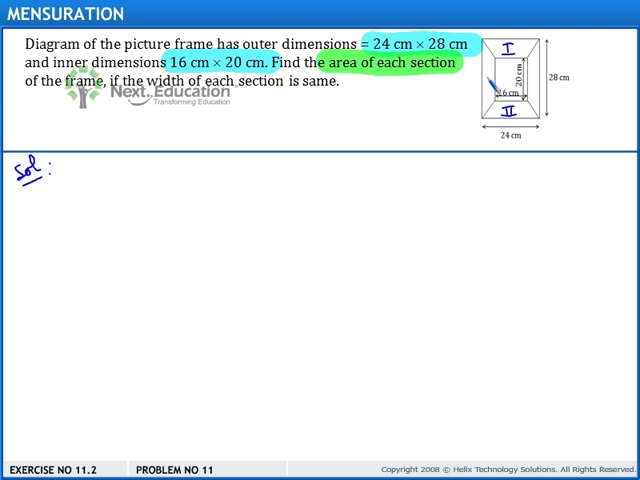 MENSURATION
Diagram of the picture frame has outer dimensions = 24 cm × 28 cm
and inner dimensions 16 cm × 20 cm. Find the area of each section
of the frame, if the width of each section is same.
Next Education
Transforming Education
I
20 cm
28 cm
16 cm
II
24 cm
Sol :
EXERCISE NO 11.2
PROBLEM NO 11
Copyright 2008 © Helix Technology Solutions. All Rights Reserved.